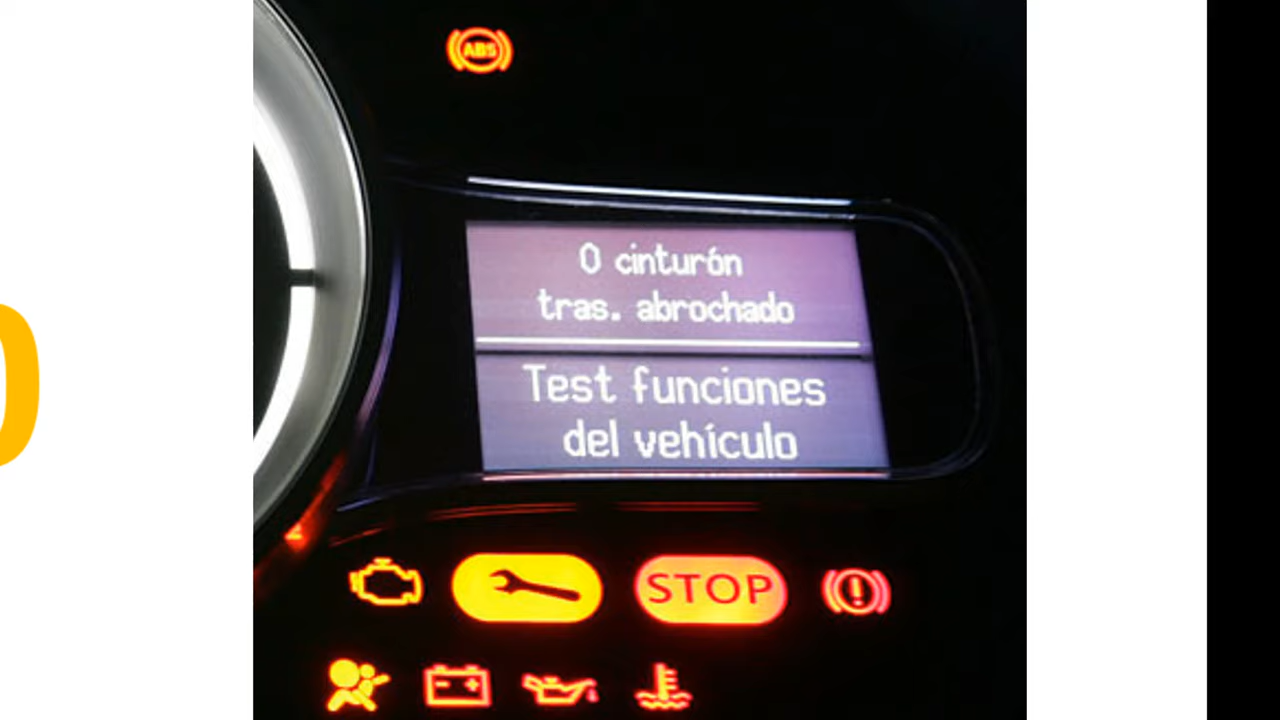 ABS
0 cinturón
tras. abrochado
Test funciones
del vehículo
STOP